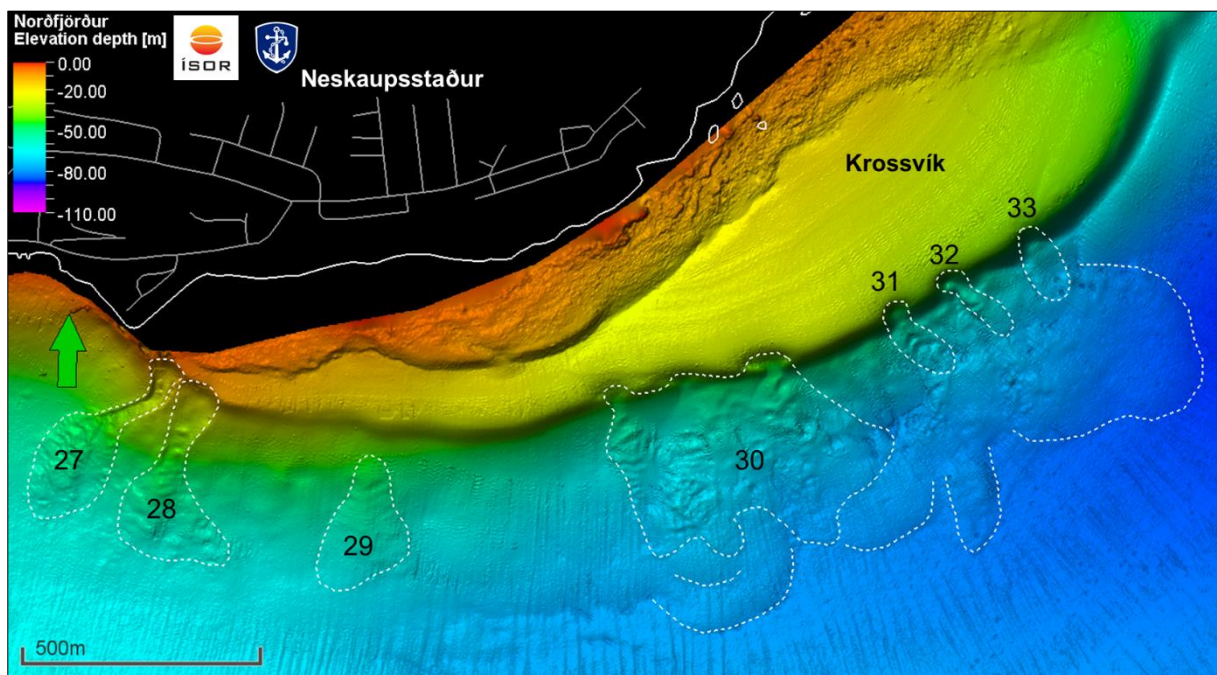 Norðfjörður
Elevation depth [m]
0.00
-20.00
-50.00
-80.00
-110.00
ÍSOR
Neskaupsstaður
Krossvík
33
32
31
30
27
28
29
500m